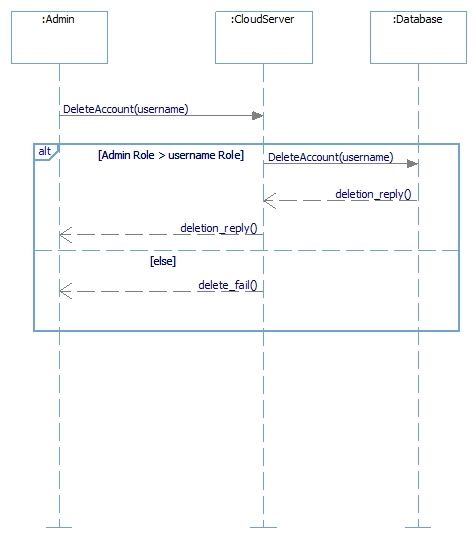 :Admin
:CloudServer
:Database
DeleteAccount(username)
alt
[Admin Role > username Role]
DeleteAccount(username)
deletion_reply()
deletion_reply()
[else]
delete_fail()